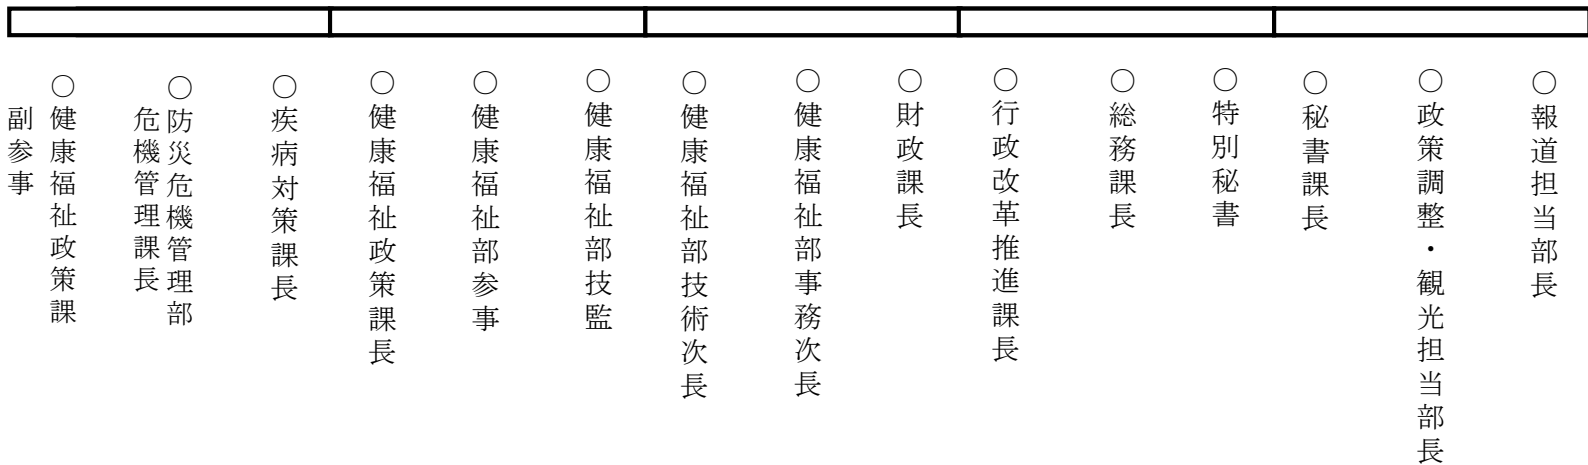 ○報道担当部長
○政策調整・観光担当部長
○秘書課長
○特別秘書
○総務課長
○行政改革推進課長
○財政課長
○健康福祉部事務次長
○健康福祉部技術次長
○健康福祉部技監
○健康福祉部参事
○健康福祉政策課長
○疾病対策課長
○防災危機管理部
危機管理課長
○健康福祉政策課
副参事